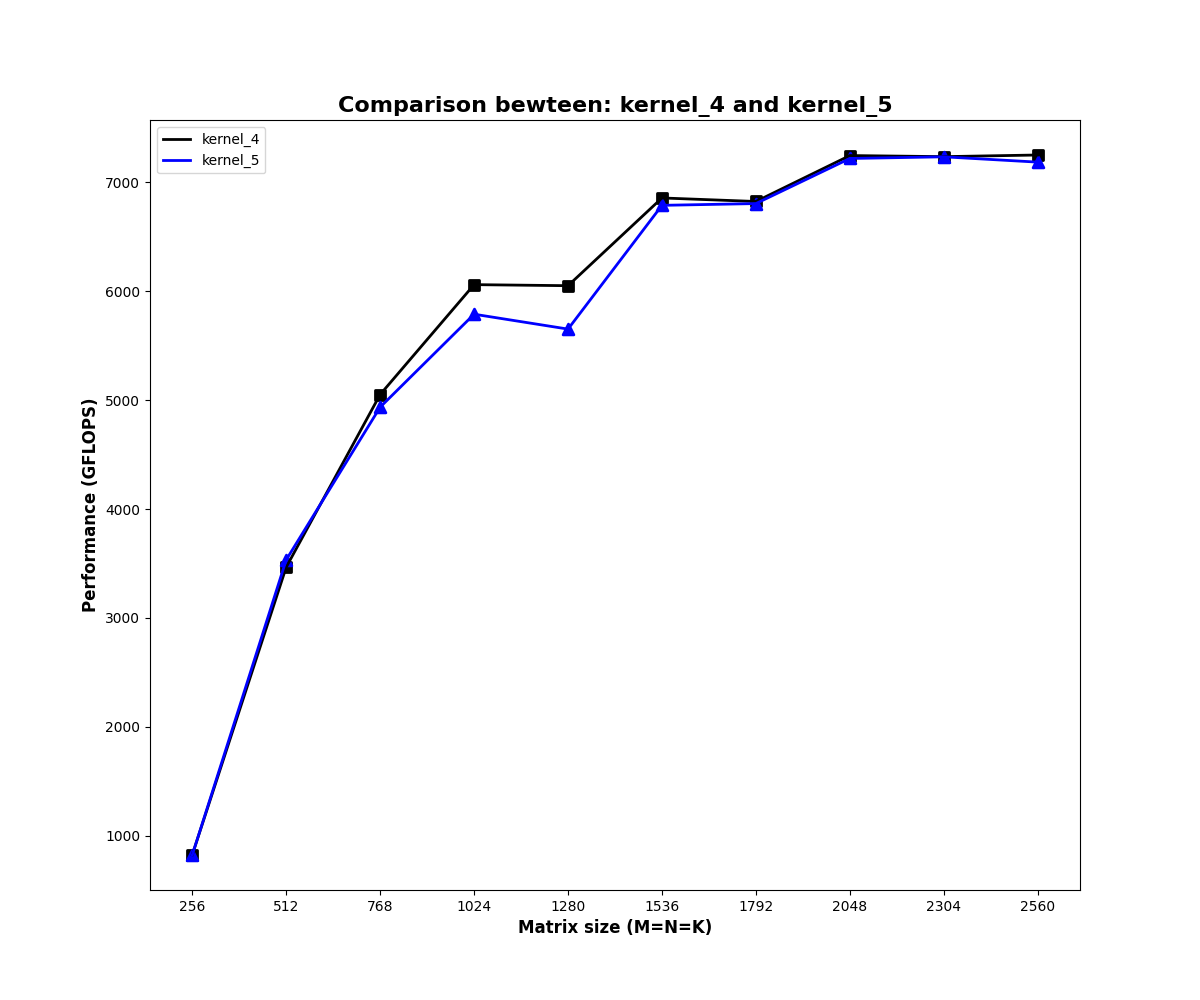 Comparison bewteen: kernel_4 and kernel_5
kernel_4
kernel_5
7000
6000
5000
4000
3000
2000
1000
Performance (GFLOPS)
256 512 768 1024 1280 1536 1792 2048 2304 2560
Matrix size (M=N=K)